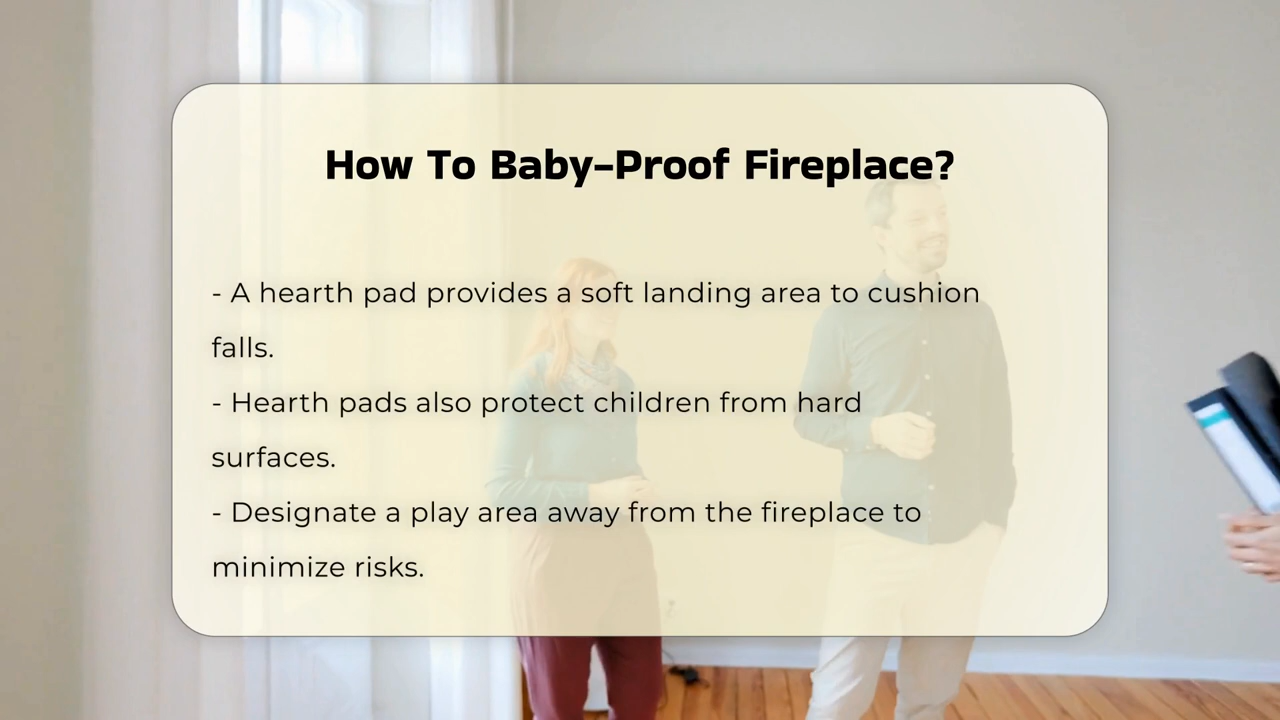 How To Baby-Proof Fireplace?
- A hearth pad provides a soft landing area to cushion
falls.
- Hearth pads also protect children from hard
surfaces.
- Designate a play area away from the fireplace to
minimize risks.